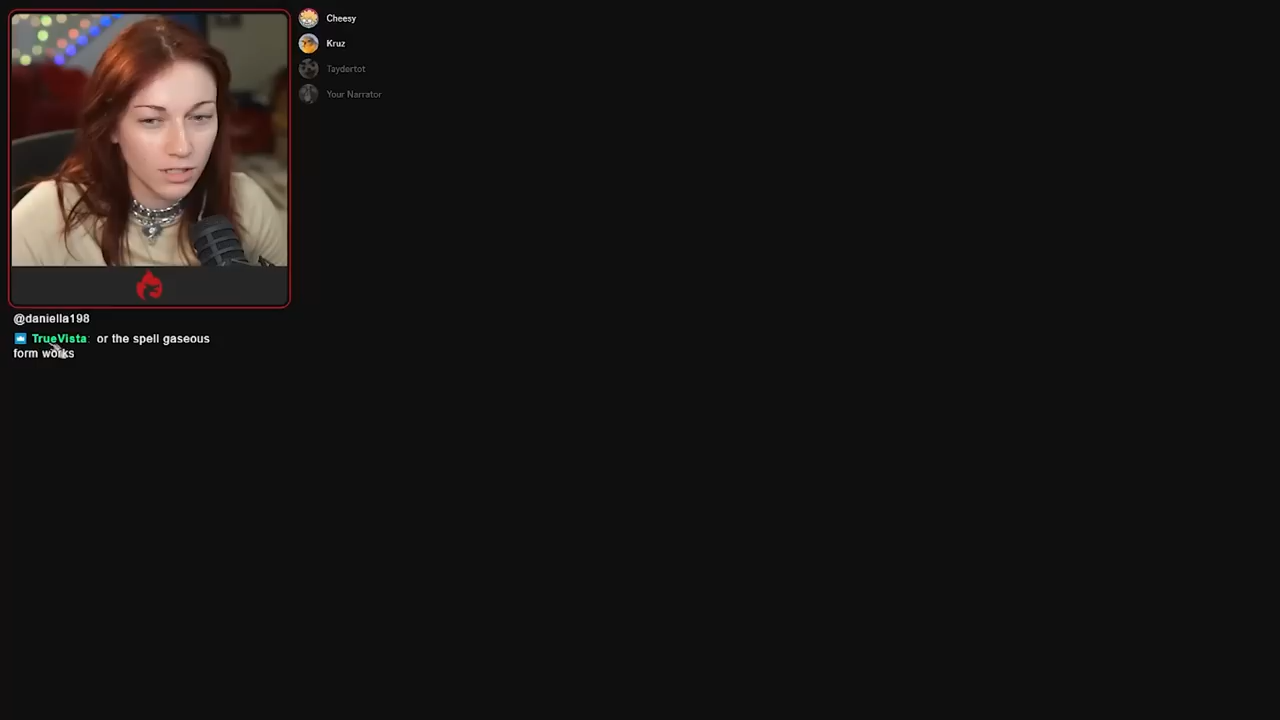 Cheesy
Kruz
Taydertot
Your Narrator
@daniella198
TrueVista: or the spell gaseous
form works